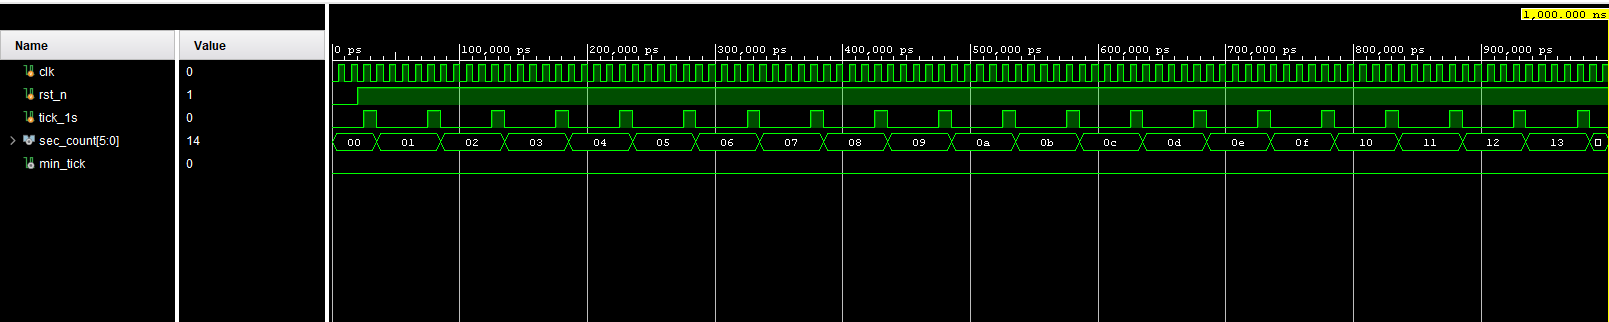 1,000.000 ns
Name Value
0 ps 100,000 ps 200,000 ps 300,000 ps 400,000 ps 500,000 ps 600,000 ps 700,000 ps 800,000 ps 900,000 ps
clk 0
rst_n 1
tick_1s 0
sec_count[5:0] 14 00 01 02 03 04 05 06 07 08 09 0a 0b 0c 0d 0e 0f 10 11 12 13
min_tick 0